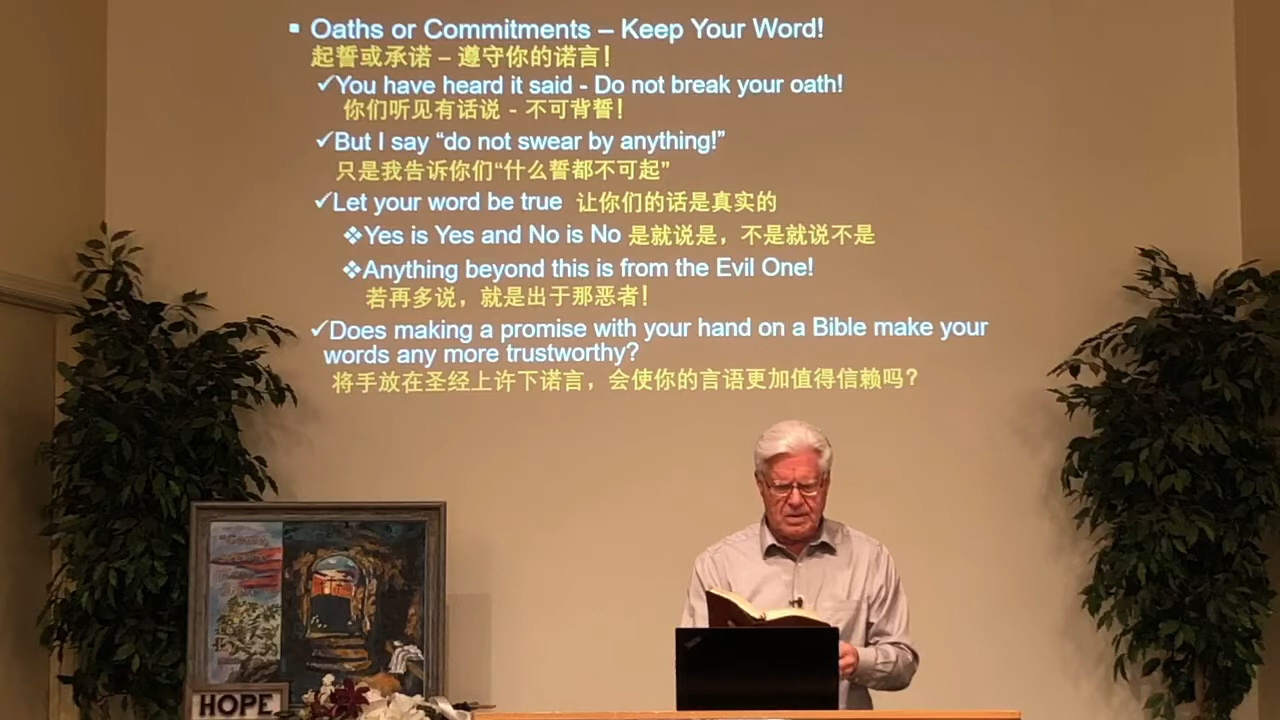 ▪ Oaths or Commitments – Keep Your Word!
起誓或承诺 – 遵守你的诺言！
✓You have heard it said - Do not break your oath!
你们听见有话说 - 不可背誓！
✓But I say “do not swear by anything!”
只是我告诉你们“什么誓都不可起”
✓Let your word be true 让你们的话是真实的
❖Yes is Yes and No is No 是就说是，不是就说不是
❖Anything beyond this is from the Evil One!
若再多说，就是出于那恶者！
✓Does making a promise with your hand on a Bible make your
words any more trustworthy?
将手放在圣经上许下诺言，会使你的言语更加值得信赖吗？
HOPE